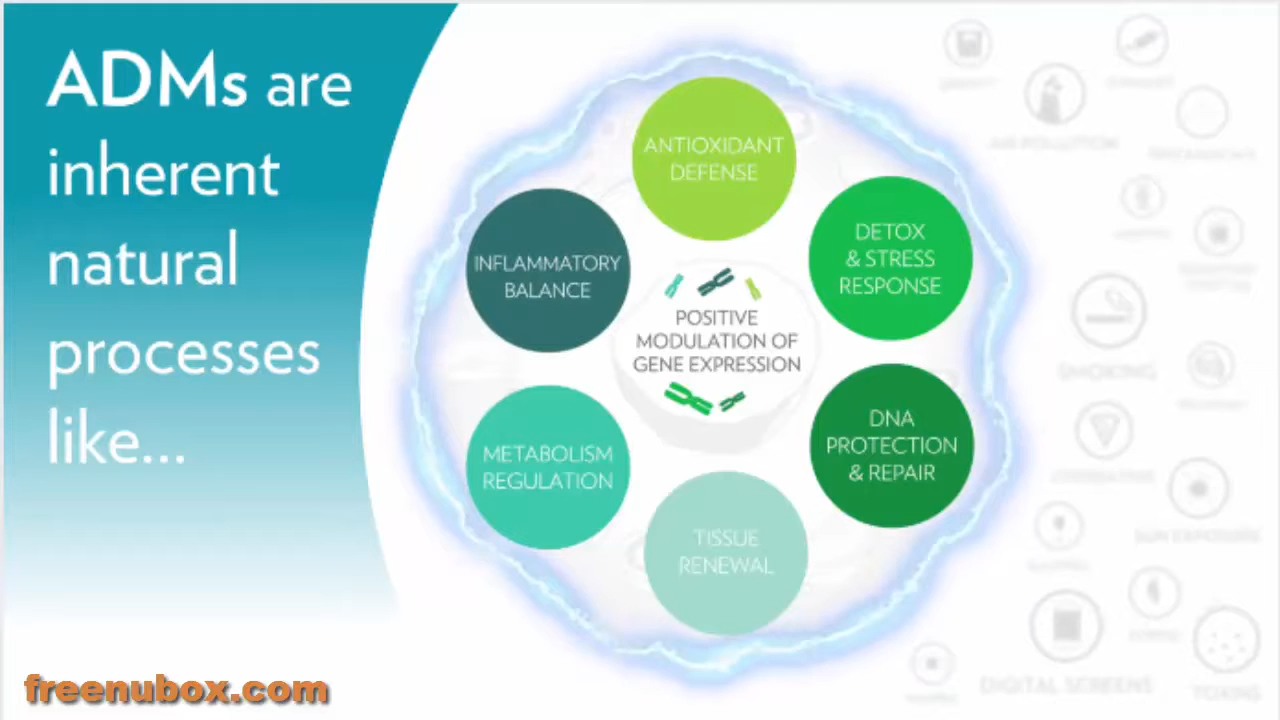 ADMs are
inherent
natural
processes
like...
ANTIOXIDANT
DEFENSE
DETOX
& STRESS
RESPONSE
DNA
PROTECTION
& REPAIR
TISSUE
RENEWAL
METABOLISM
REGULATION
INFLAMMATORY
BALANCE
POSITIVE
MODULATION OF
GENE EXPRESSION
AIR POLLUTION
SMOKING
SUN EXPOSURE
DIGITAL SCREENS
TOXINS
freenubox.com